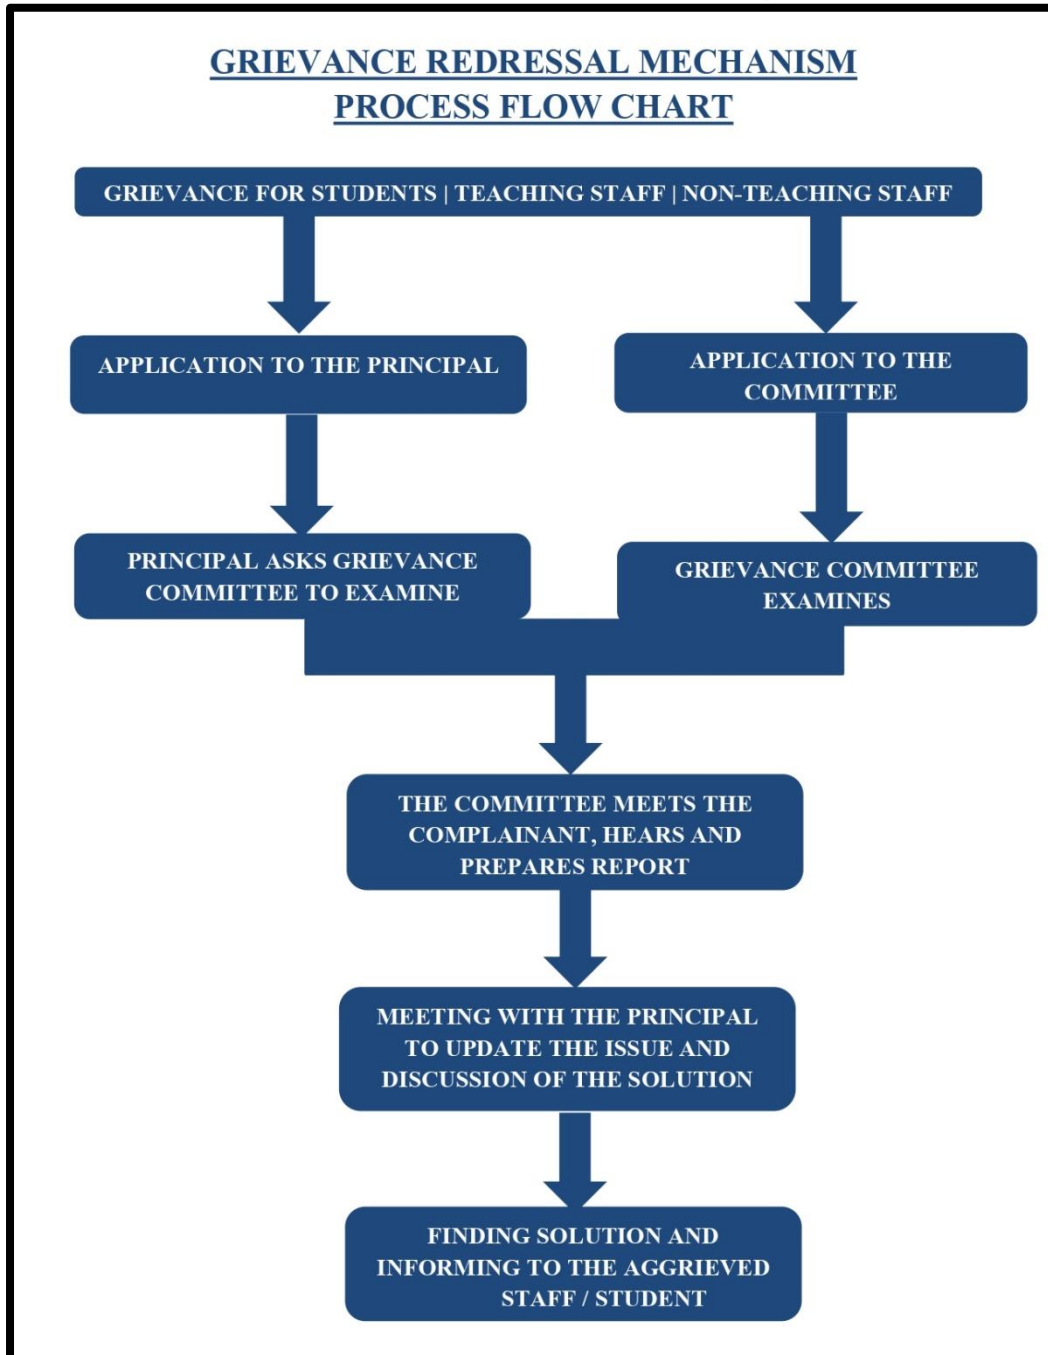 GRIEVANCE REDRESSAL MECHANISM
PROCESS FLOW CHART
GRIEVANCE FOR STUDENTS | TEACHING STAFF | NON-TEACHING STAFF
APPLICATION TO THE PRINCIPAL
APPLICATION TO THE
COMMITTEE
PRINCIPAL ASKS GRIEVANCE
COMMITTEE TO EXAMINE
GRIEVANCE COMMITTEE
EXAMINES
THE COMMITTEE MEETS THE
COMPLAINANT, HEARS AND
PREPARES REPORT
MEETING WITH THE PRINCIPAL
TO UPDATE THE ISSUE AND
DISCUSSION OF THE SOLUTION
FINDING SOLUTION AND
INFORMING TO THE AGGRIEVED
STAFF / STUDENT